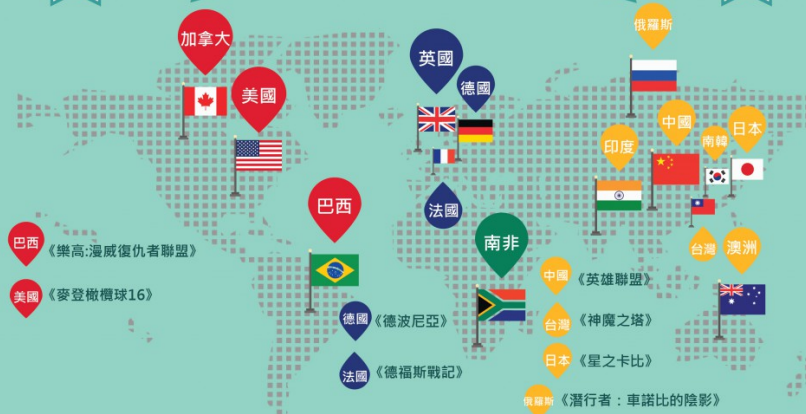 加拿大
美國
英國
德國
法國
俄羅斯
印度
中國
南韓
日本
台灣
澳洲
巴西
南非
巴西《樂高:漫威復仇者聯盟》
美國《麥登橄欖球16》
德國《德波尼亞》
法國《德福斯戰記》
中國《英雄聯盟》
台灣《神魔之塔》
日本《星之卡比》
俄羅斯《潛行者：車諾比的陰影》